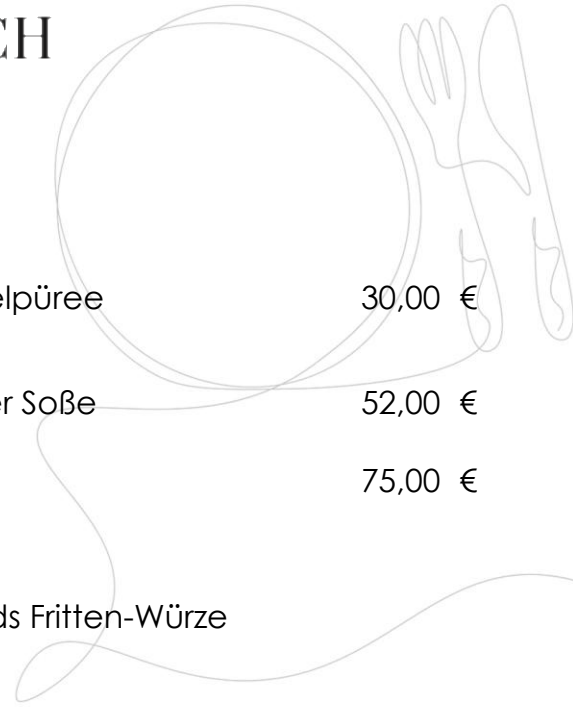 CH
elpüree 30,00 €
er Soße 52,00 €
75,00 €
ds Fritten-Würze